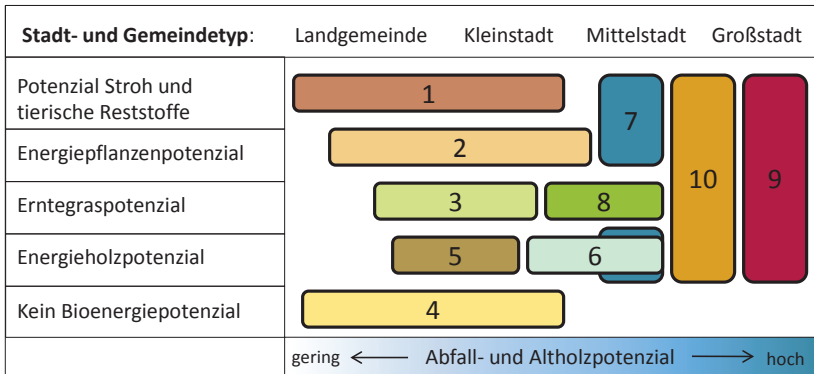 Stadt- und Gemeindetyp: Landgemeinde Kleinstadt Mittelstadt Großstadt
Potenzial Stroh und
tierische Reststoffe
1
7
Energiepflanzenpotenzial
2
10
9
Erntegraspotenzial
3
8
Energieholzpotenzial
5
6
Kein Bioenergiepotenzial
4
gering Abfall- und Altholzpotenzial hoch